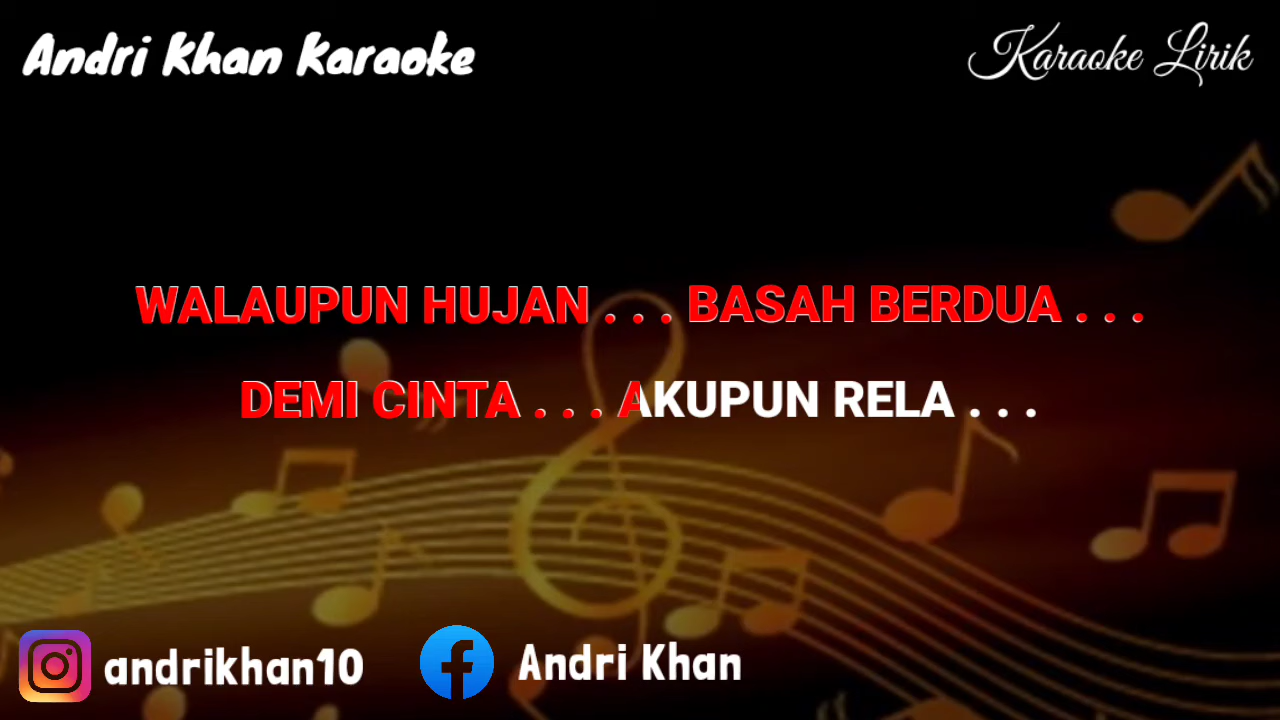 Andri Khan Karaoke
Karaoke Lirik
WALAUPUN HUJAN . . . BASAH BERDUA . . .
DEMI CINTA . . . AKUPUN RELA . . .
andrikhan10
Andri Khan